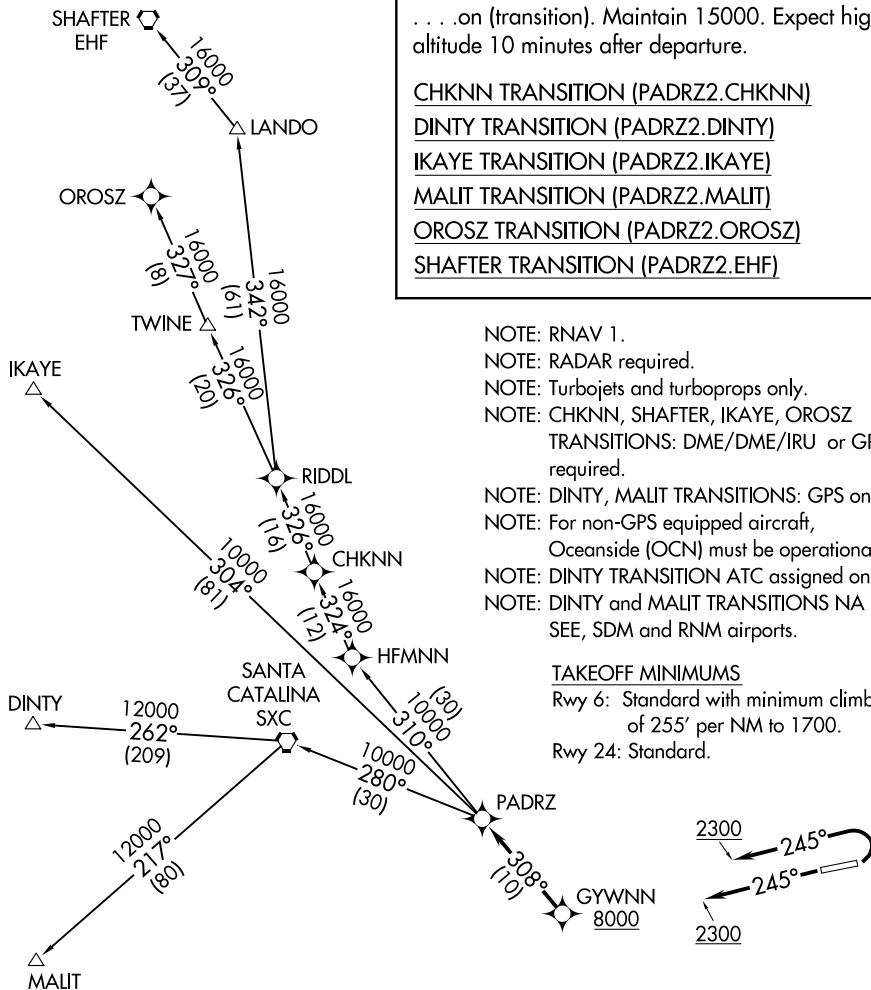 . . . .on (transition). Maintain 15000. Expect
altitude 10 minutes after departure.
CHKNN TRANSITION (PADRZ2.CHKNN)
DINTY TRANSITION (PADRZ2.DINTY)
IKAYE TRANSITION (PADRZ2.IKAYE)
MALIT TRANSITION (PADRZ2.MALIT)
OROSZ TRANSITION (PADRZ2.OROSZ)
SHAFTER TRANSITION (PADRZ2.EHF)
SHAFTER
EHF
16000
309°
(37)
LANDO
OROSZ
16000
327°
(8)
16000
342°
(61)
TWINE
16000
326°
(20)
IKAYE
RIDDL
16000
326°
(16)
CHKNN
10000
304°
(81)
16000
324°
(12)
HFMNN
SANTA
CATALINA
SXC
(30)
10000
310°
DINTY
12000
262°
(209)
10000
280°
(30)
PADRZ
12000
217°
(80)
308°
(10)
GYWNN
8000
MALIT
NOTE: RNAV 1.
NOTE: RADAR required.
NOTE: Turbojets and turboprops only.
NOTE: CHKNN, SHAFTER, IKAYE, OROSZ
TRANSITIONS: DME/DME/IRU or
required.
NOTE: DINTY, MALIT TRANSITIONS: GPS
NOTE: For non-GPS equipped aircraft,
Oceanside (OCN) must be
NOTE: DINTY TRANSITION ATC assigned
NOTE: DINTY and MALIT TRANSITIONS NA
SEE, SDM and RNM airports.
TAKEOFF MINIMUMS
Rwy 6: Standard with minimum climb
of 255' per NM to 1700.
Rwy 24: Standard.
2300
245°
245°
2300